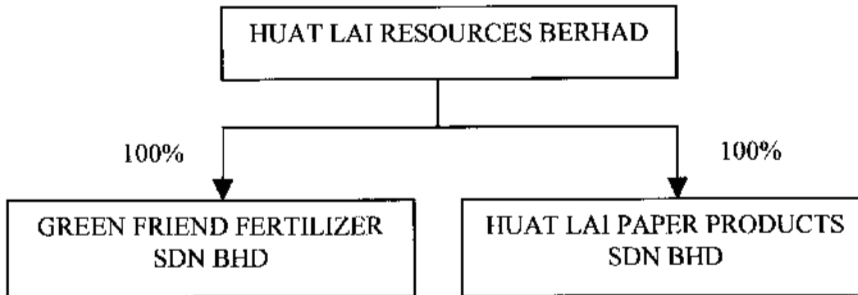 HUAT LAI RESOURCES BERHAD
100%
100%
GREEN FRIEND FERTILIZER
SDN BHD
HUAT LAI PAPER PRODUCTS
SDN BHD